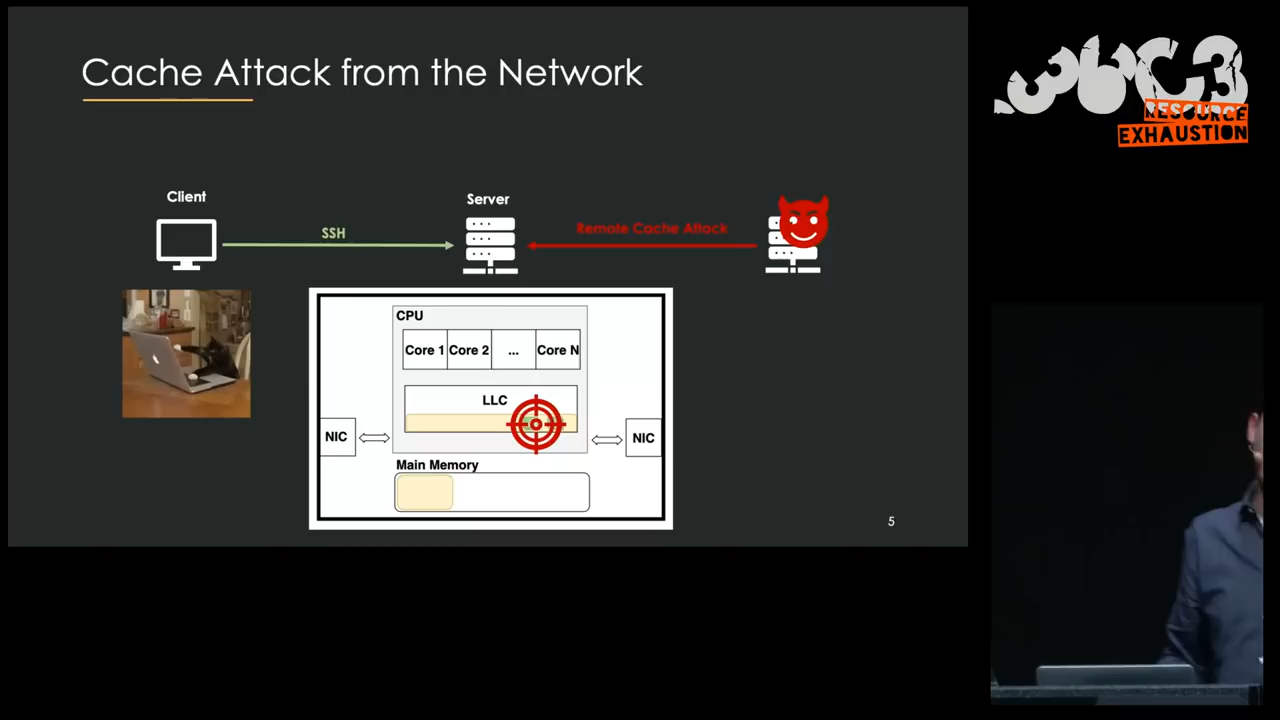 Cache Attack from the Network
36C3
RESOURCE
EXHAUSTION
Client
Server
SSH
Remote Cache Attack
CPU
Core 1
Core 2
...
Core N
LLC
NIC
NIC
Main Memory
5